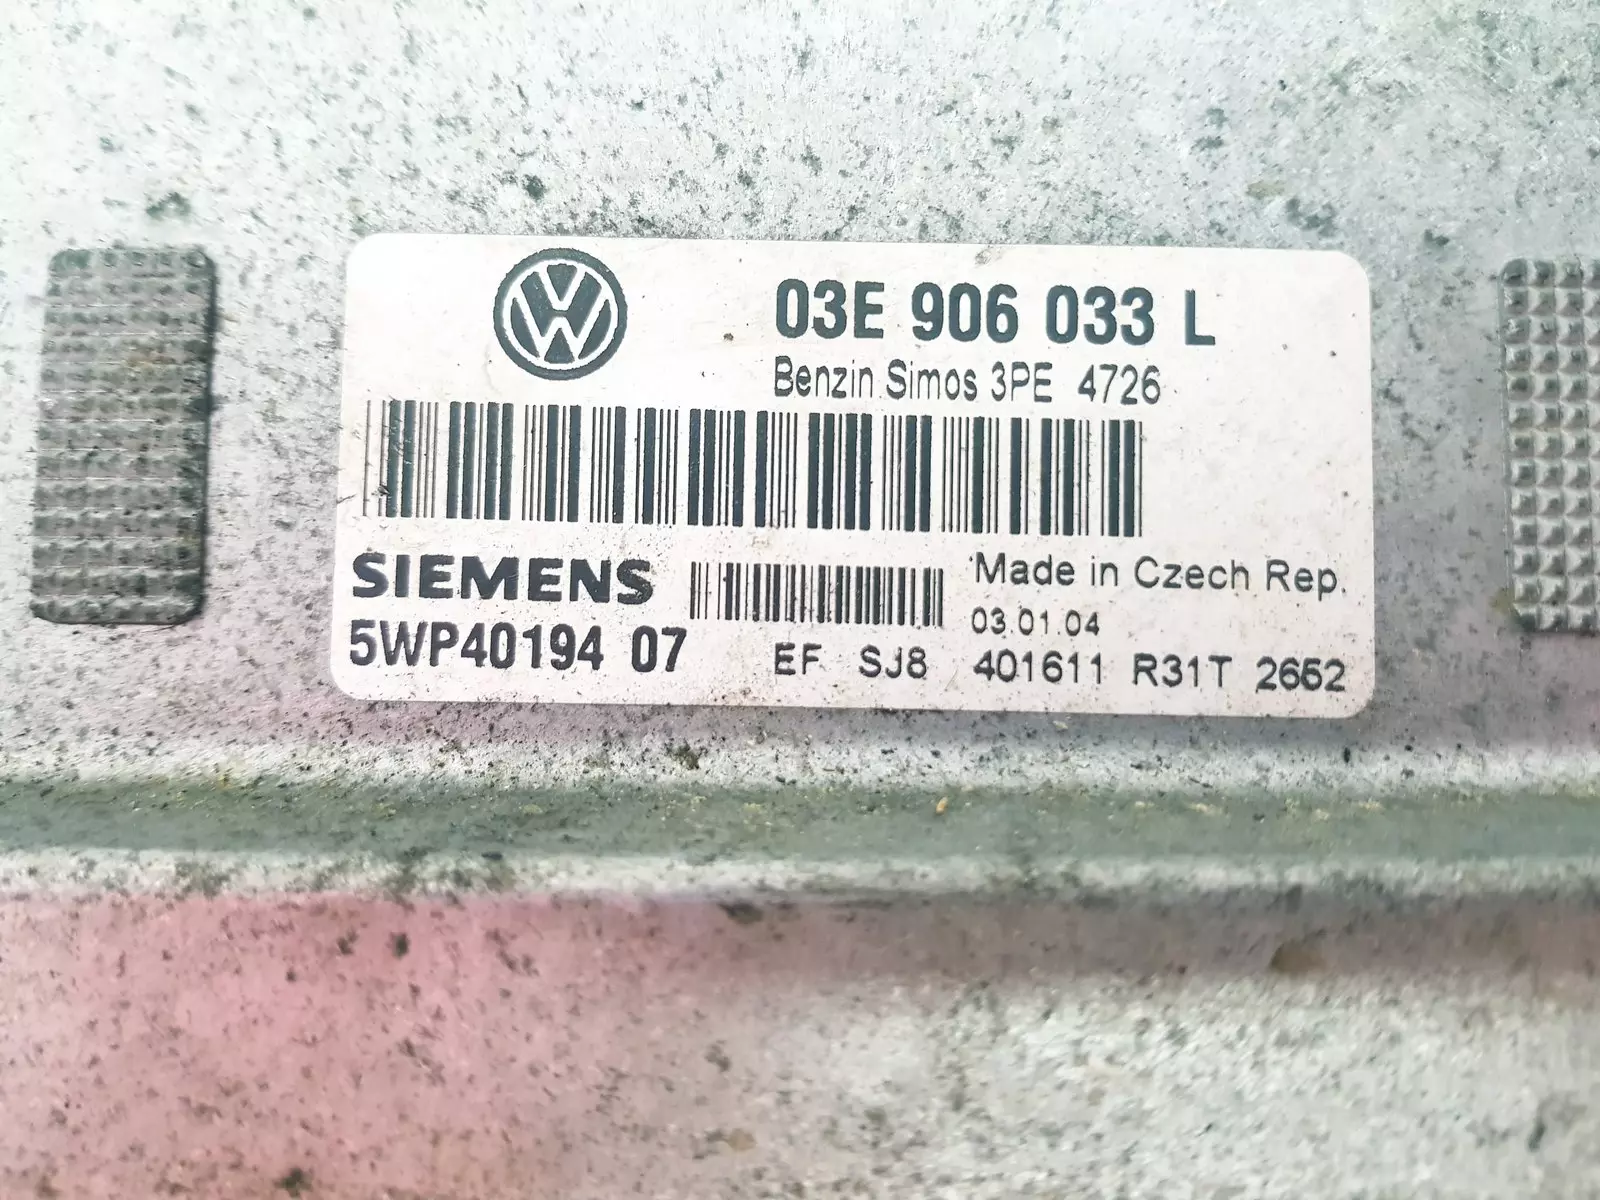 03E 906 033 L
Benzin Simos 3PE 4726
SIEMENS
Made in Czech Rep.
03.01.04
5WP40194 07
EF SJ8 401611 R31T 2652